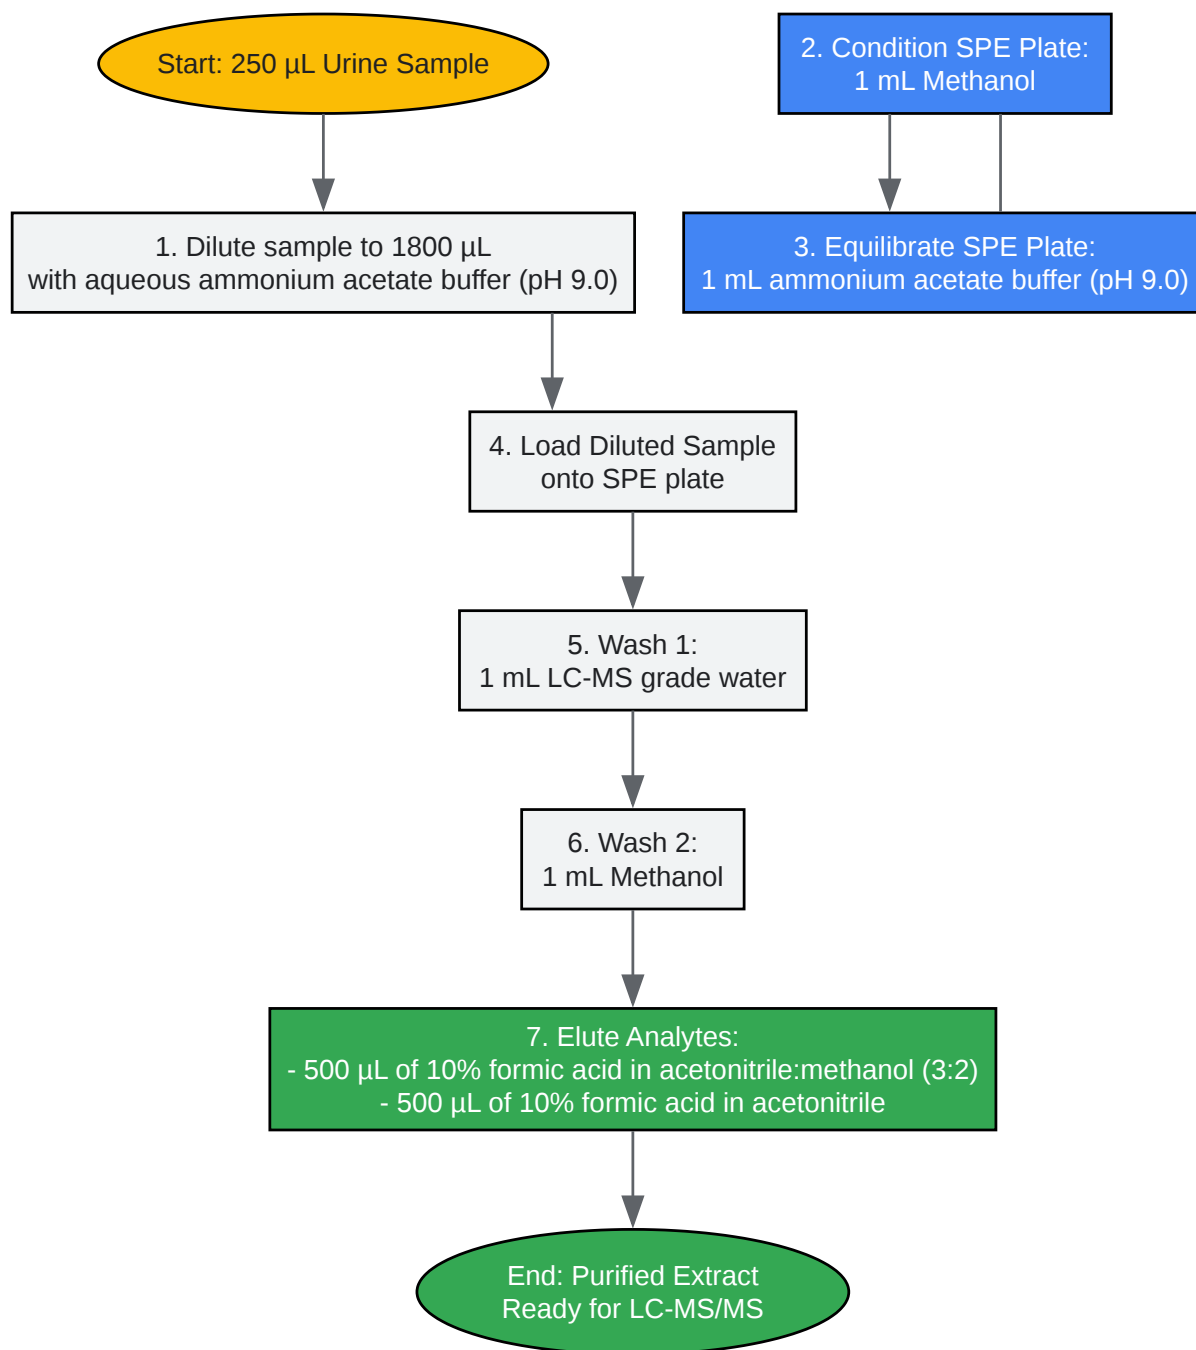 Start: 250 µL Urine Sample
1. Dilute sample to 1800 µL
with aqueous ammonium acetate buffer (pH 9.0)
2. Condition SPE Plate:
1 mL Methanol
3. Equilibrate SPE Plate:
1 mL ammonium acetate buffer (pH 9.0)
4. Load Diluted Sample
onto SPE plate
5. Wash 1:
1 mL LC-MS grade water
6. Wash 2:
1 mL Methanol
7. Elute Analytes:
- 500 µL of 10% formic acid in acetonitrile:methanol (3:2)
- 500 µL of 10% formic acid in acetonitrile
End: Purified Extract
Ready for LC-MS/MS